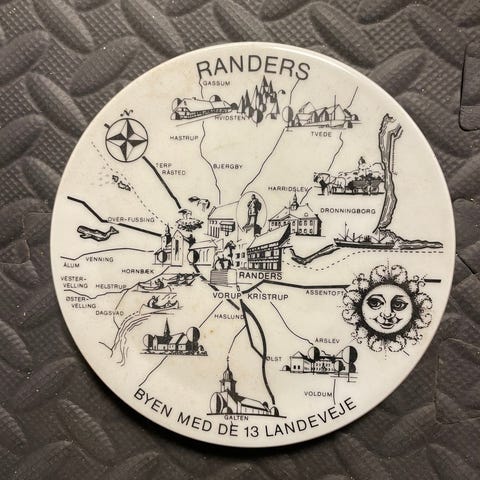 RANDERS
GASSUM
HVIDSTEN
TVEDE
HASTRUP
TERP
RÅSTED
BJERGBY
HARRIDSLEV
DRONNINGBORG
OVER-FUSSING
VENNING
ÅLUM
HORNBÆK
RANDERS
VESTER-
VELLING
HELSTRUP
ASSENTOFT
VORUP KRISTRUP
ØSTER-
VELLING
DAGSVAD
HASLUND
ØLST
ÅRSLEV
VOLDUM
GALTEN
BYEN MED DE 13 LANDEVEJE